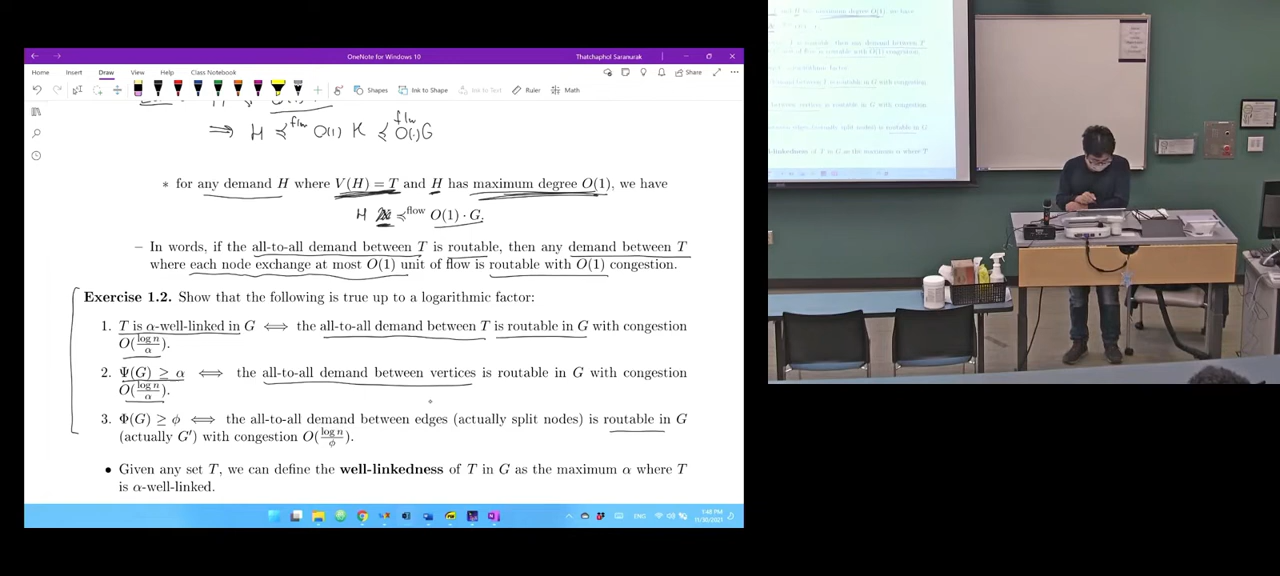 OneNote for Windows 10
Thatchaphol Saranurak
Home Insert Draw View Help Class Notebook
Share
Shapes Ink to Shape Ink to Text Ruler Math
⇒ H ≼^flow O(1) K ≼^flow O(1) G
* for any demand H where V(H) = T and H has maximum degree O(1), we have
H ≼^flow O(1) · G.
– In words, if the all-to-all demand between T is routable, then any demand between T
where each node exchange at most O(1) unit of flow is routable with O(1) congestion.
Exercise 1.2. Show that the following is true up to a logarithmic factor:
1. T is α-well-linked in G ⟺ the all-to-all demand between T is routable in G with congestion
O(log n/α).
2. Ψ(G) ≥ α ⟺ the all-to-all demand between vertices is routable in G with congestion
O(log n/α).
3. Φ(G) ≥ ϕ ⟺ the all-to-all demand between edges (actually split nodes) is routable in G
(actually G′) with congestion O(log n/ϕ).
• Given any set T, we can define the well-linkedness of T in G as the maximum α where T
is α-well-linked.
ENG
1:48 PM
11/30/2021